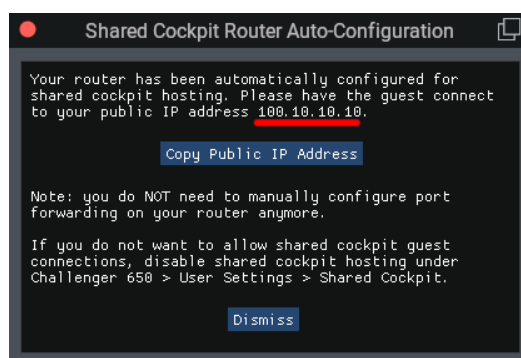 Shared Cockpit Router Auto-Configuration
Your router has been automatically configured for
shared cockpit hosting. Please have the guest connect
to your public IP address 100.10.10.10.
Copy Public IP Address
Note: you do NOT need to manually configure port
forwarding on your router anymore.
If you do not want to allow shared cockpit guest
connections, disable shared cockpit hosting under
Challenger 650 > User Settings > Shared Cockpit.
Dismiss